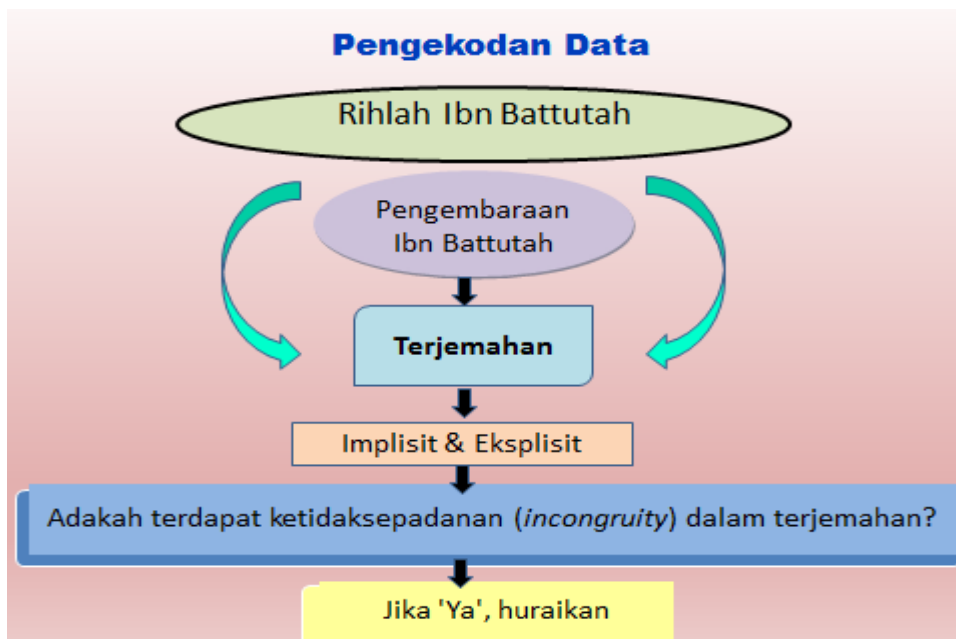 Pengekodan Data
Rihlah Ibn Battutah
Pengembaraan
Ibn Battutah
Terjemahan
Implisit & Eksplisit
Adakah terdapat ketidaksepadanan (incongruity) dalam terjemahan?
Jika 'Ya', huraikan